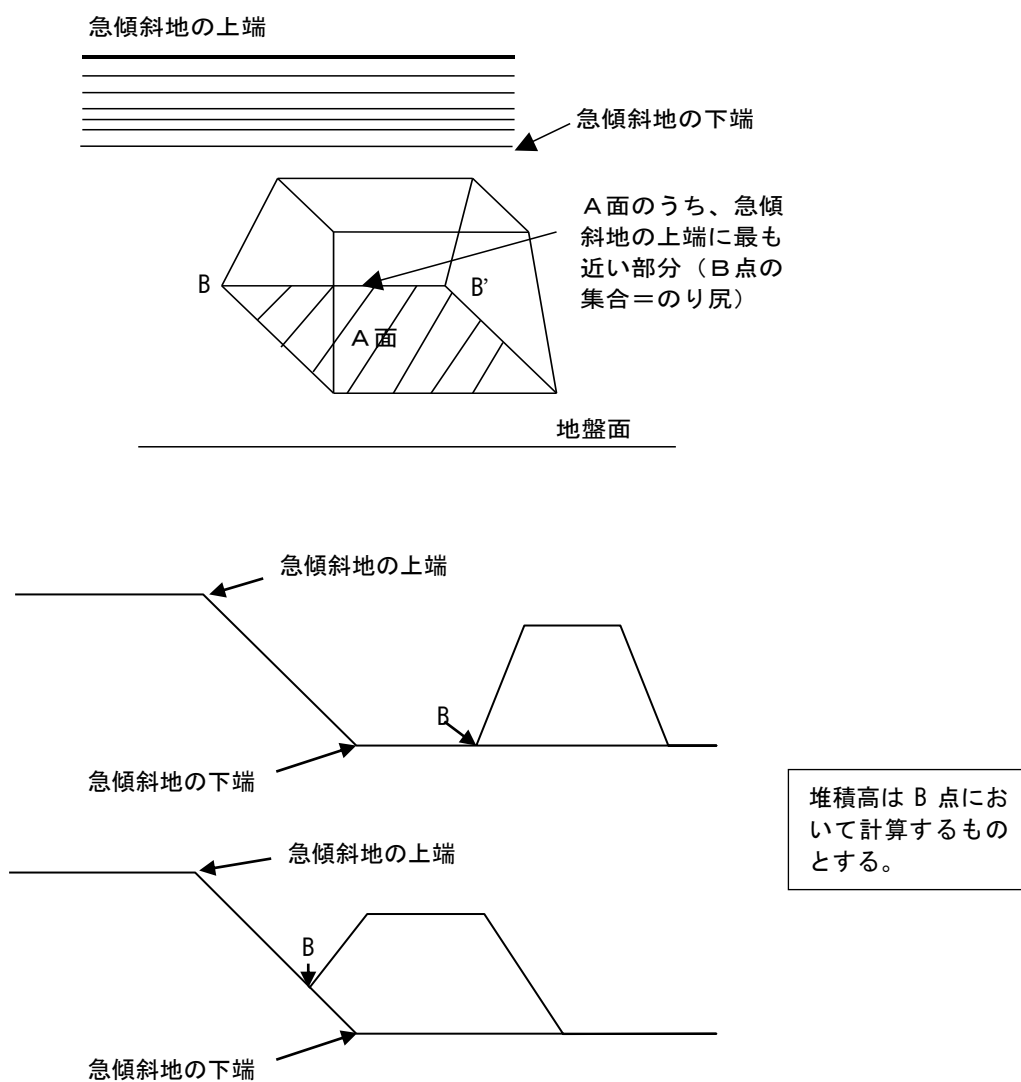 急傾斜地の上端
急傾斜地の下端
A面のうち、急傾
斜地の上端に最も
近い部分(B点の
集合=のり尻)
B
B’
A面
地盤面
急傾斜地の上端
B
急傾斜地の下端
堆積高は B 点にお
いて計算するもの
とする。
急傾斜地の上端
B
急傾斜地の下端